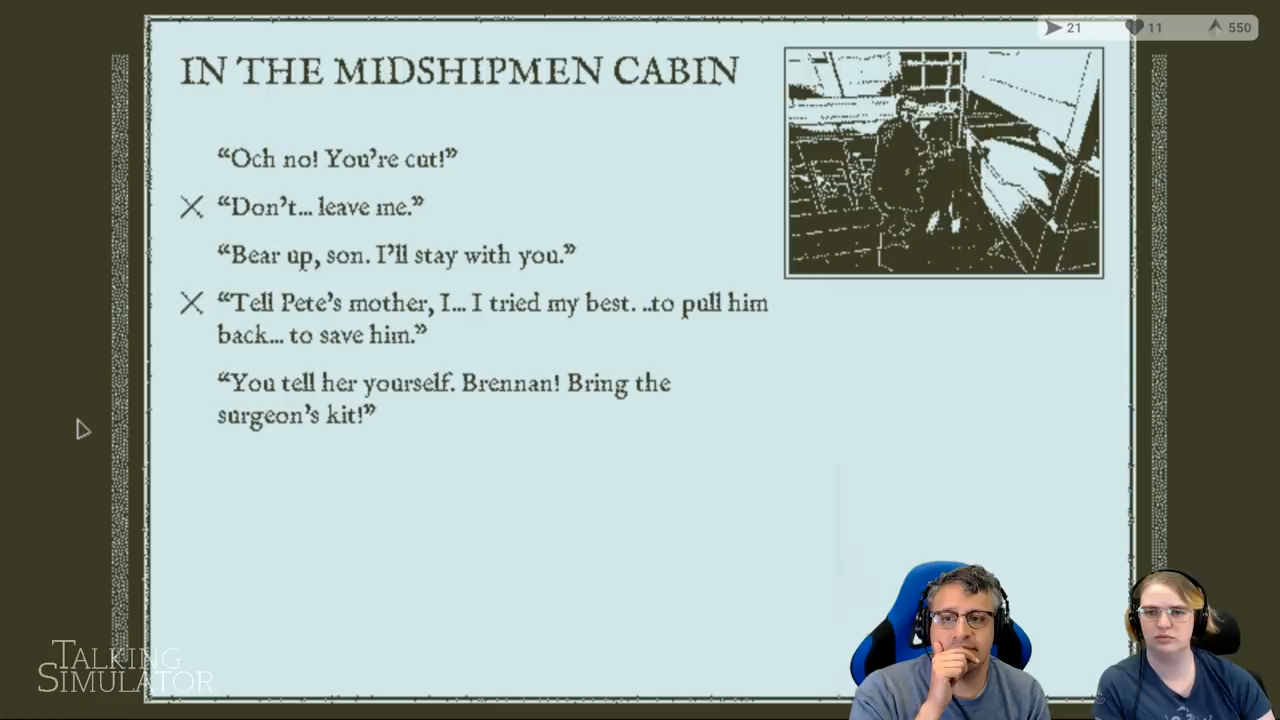 21 11 550
IN THE MIDSHIPMEN CABIN
“Och no! You’re cut!”
“Don’t... leave me.”
“Bear up, son. I’ll stay with you.”
“Tell Pete’s mother, I... I tried my best. ..to pull him
back... to save him.”
“You tell her yourself. Brennan! Bring the
surgeon’s kit!”
TALKING
SIMULATOR